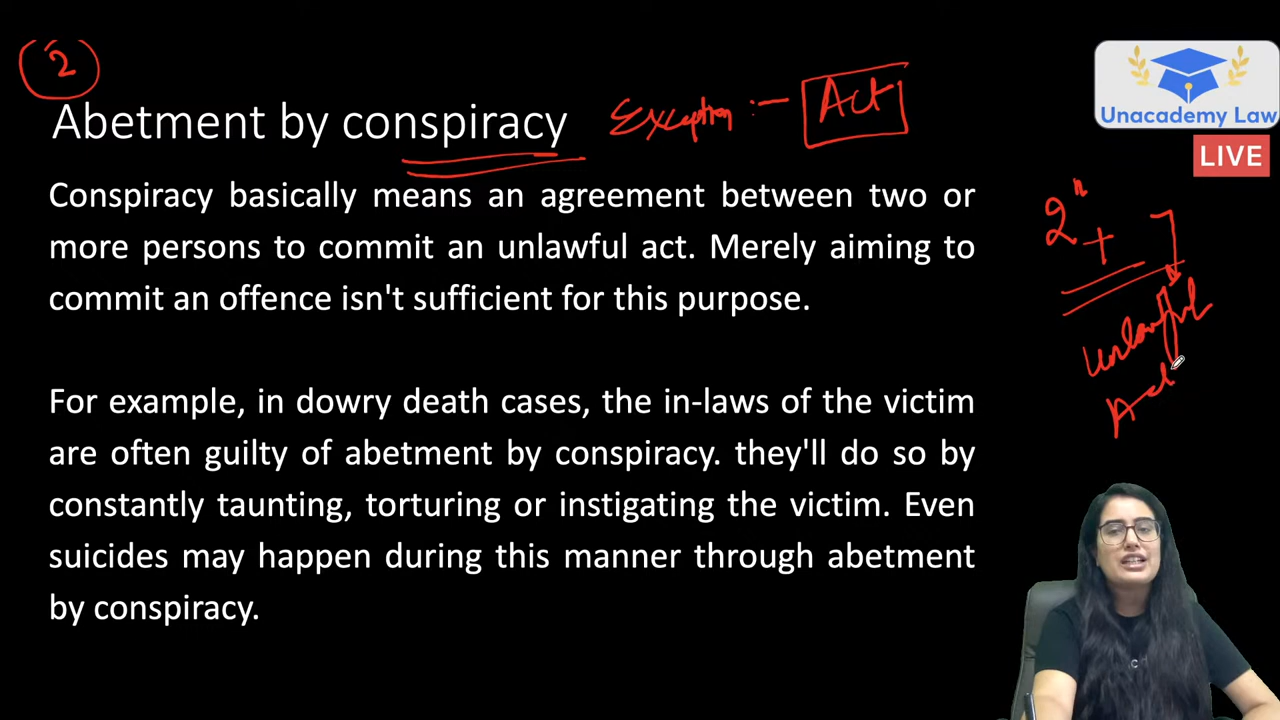 2
Abetment by conspiracy
Exception :- Act
Unacademy Law
LIVE
Conspiracy basically means an agreement between two or
more persons to commit an unlawful act. Merely aiming to
commit an offence isn't sufficient for this purpose.
2 +
unlawful
Act
For example, in dowry death cases, the in-laws of the victim
are often guilty of abetment by conspiracy. they'll do so by
constantly taunting, torturing or instigating the victim. Even
suicides may happen during this manner through abetment
by conspiracy.